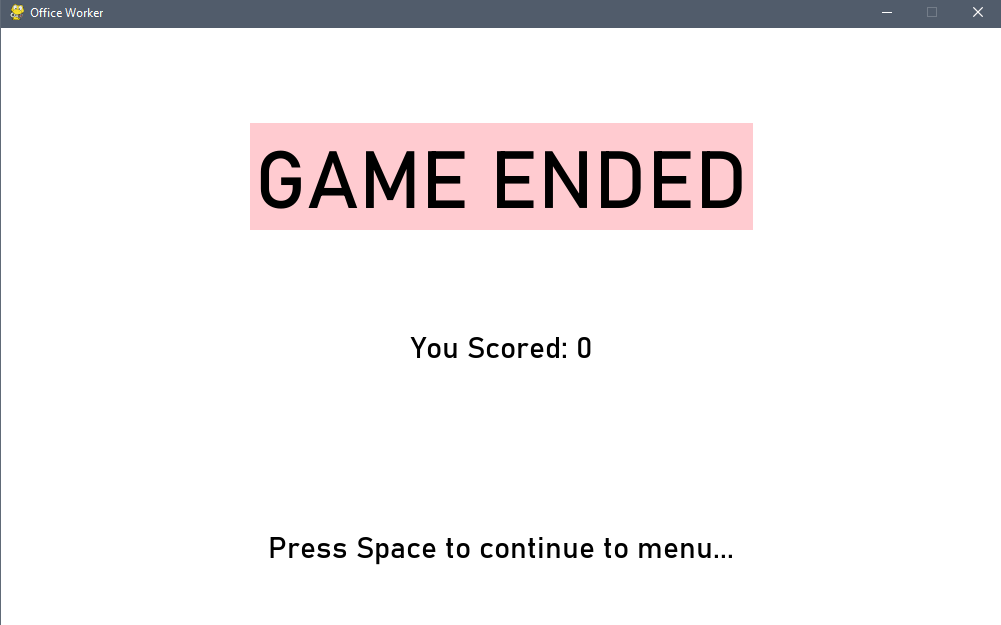 Office Worker
GAME ENDED
You Scored: 0
Press Space to continue to menu...